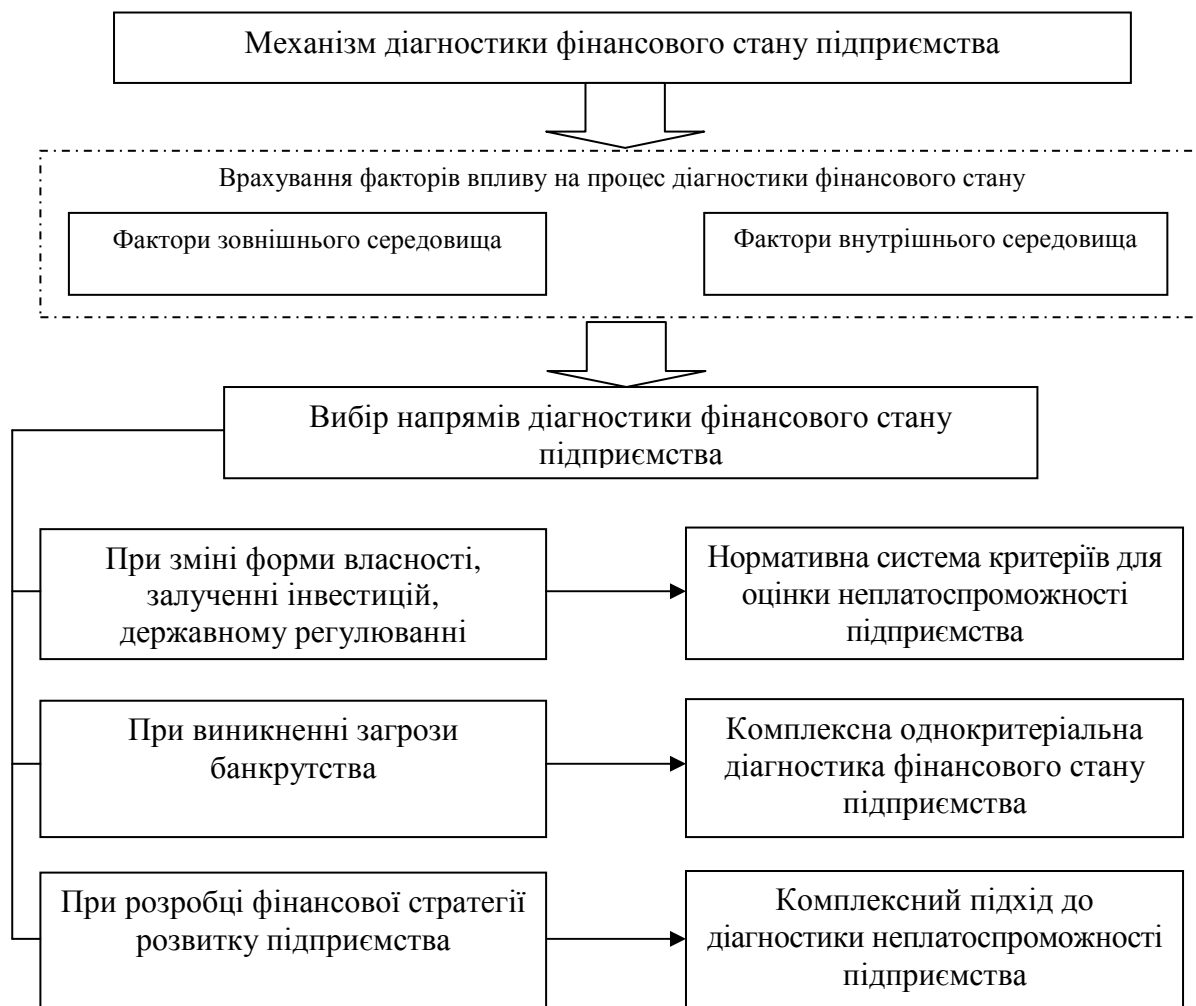 Механізм діагностики фінансового стану підприємства
Врахування факторів впливу на процес діагностики фінансового стану
Фактори зовнішнього середовища
Фактори внутрішнього середовища
Вибір напрямів діагностики фінансового стану
підприємства
При зміні форми власності,
залученні інвестицій,
державному регулюванні
Нормативна система критеріїв для
оцінки неплатоспроможності
підприємства
При виникненні загрози
банкрутства
Комплексна однокритеріальна
діагностика фінансового стану
підприємства
При розробці фінансової стратегії
розвитку підприємства
Комплексний підхід до
діагностики неплатоспроможності
підприємства